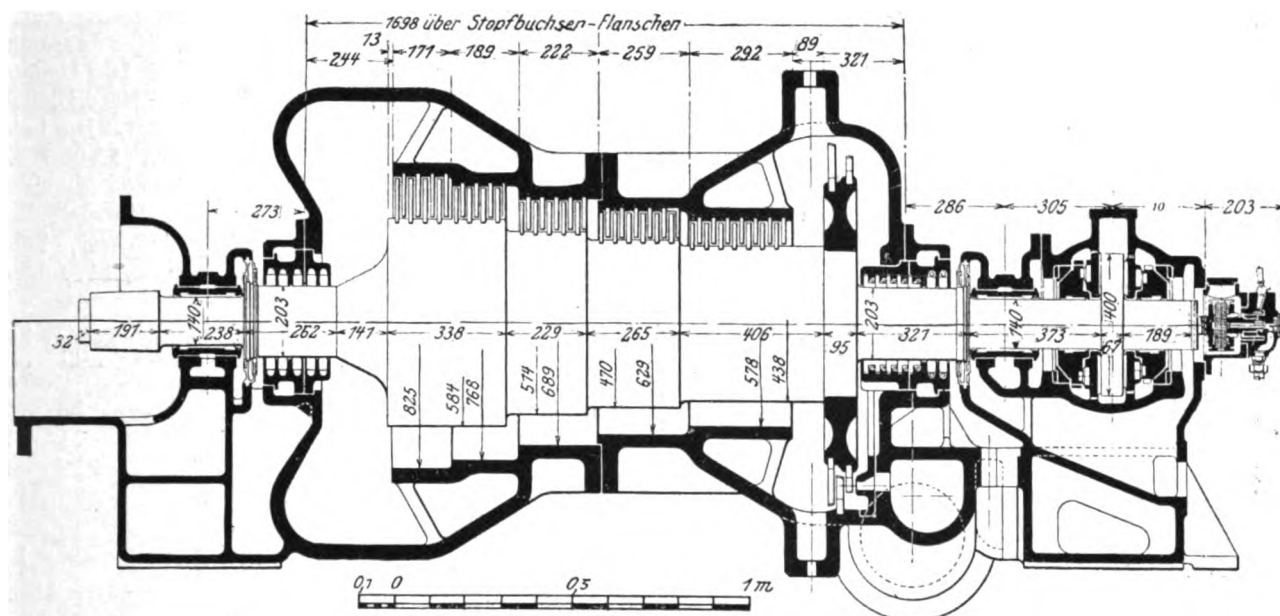 1698 über Stopfbuchsen-Flanschen
13 171 189 222 259 292 89
244 321
273 286 305 10 203
32 191 140 238 203 262 141 338 229 265 406 95 203 321 140 373 400 67 189
825 584 768 574 689 470 629 578 438
0,1 0 0,5 1 m